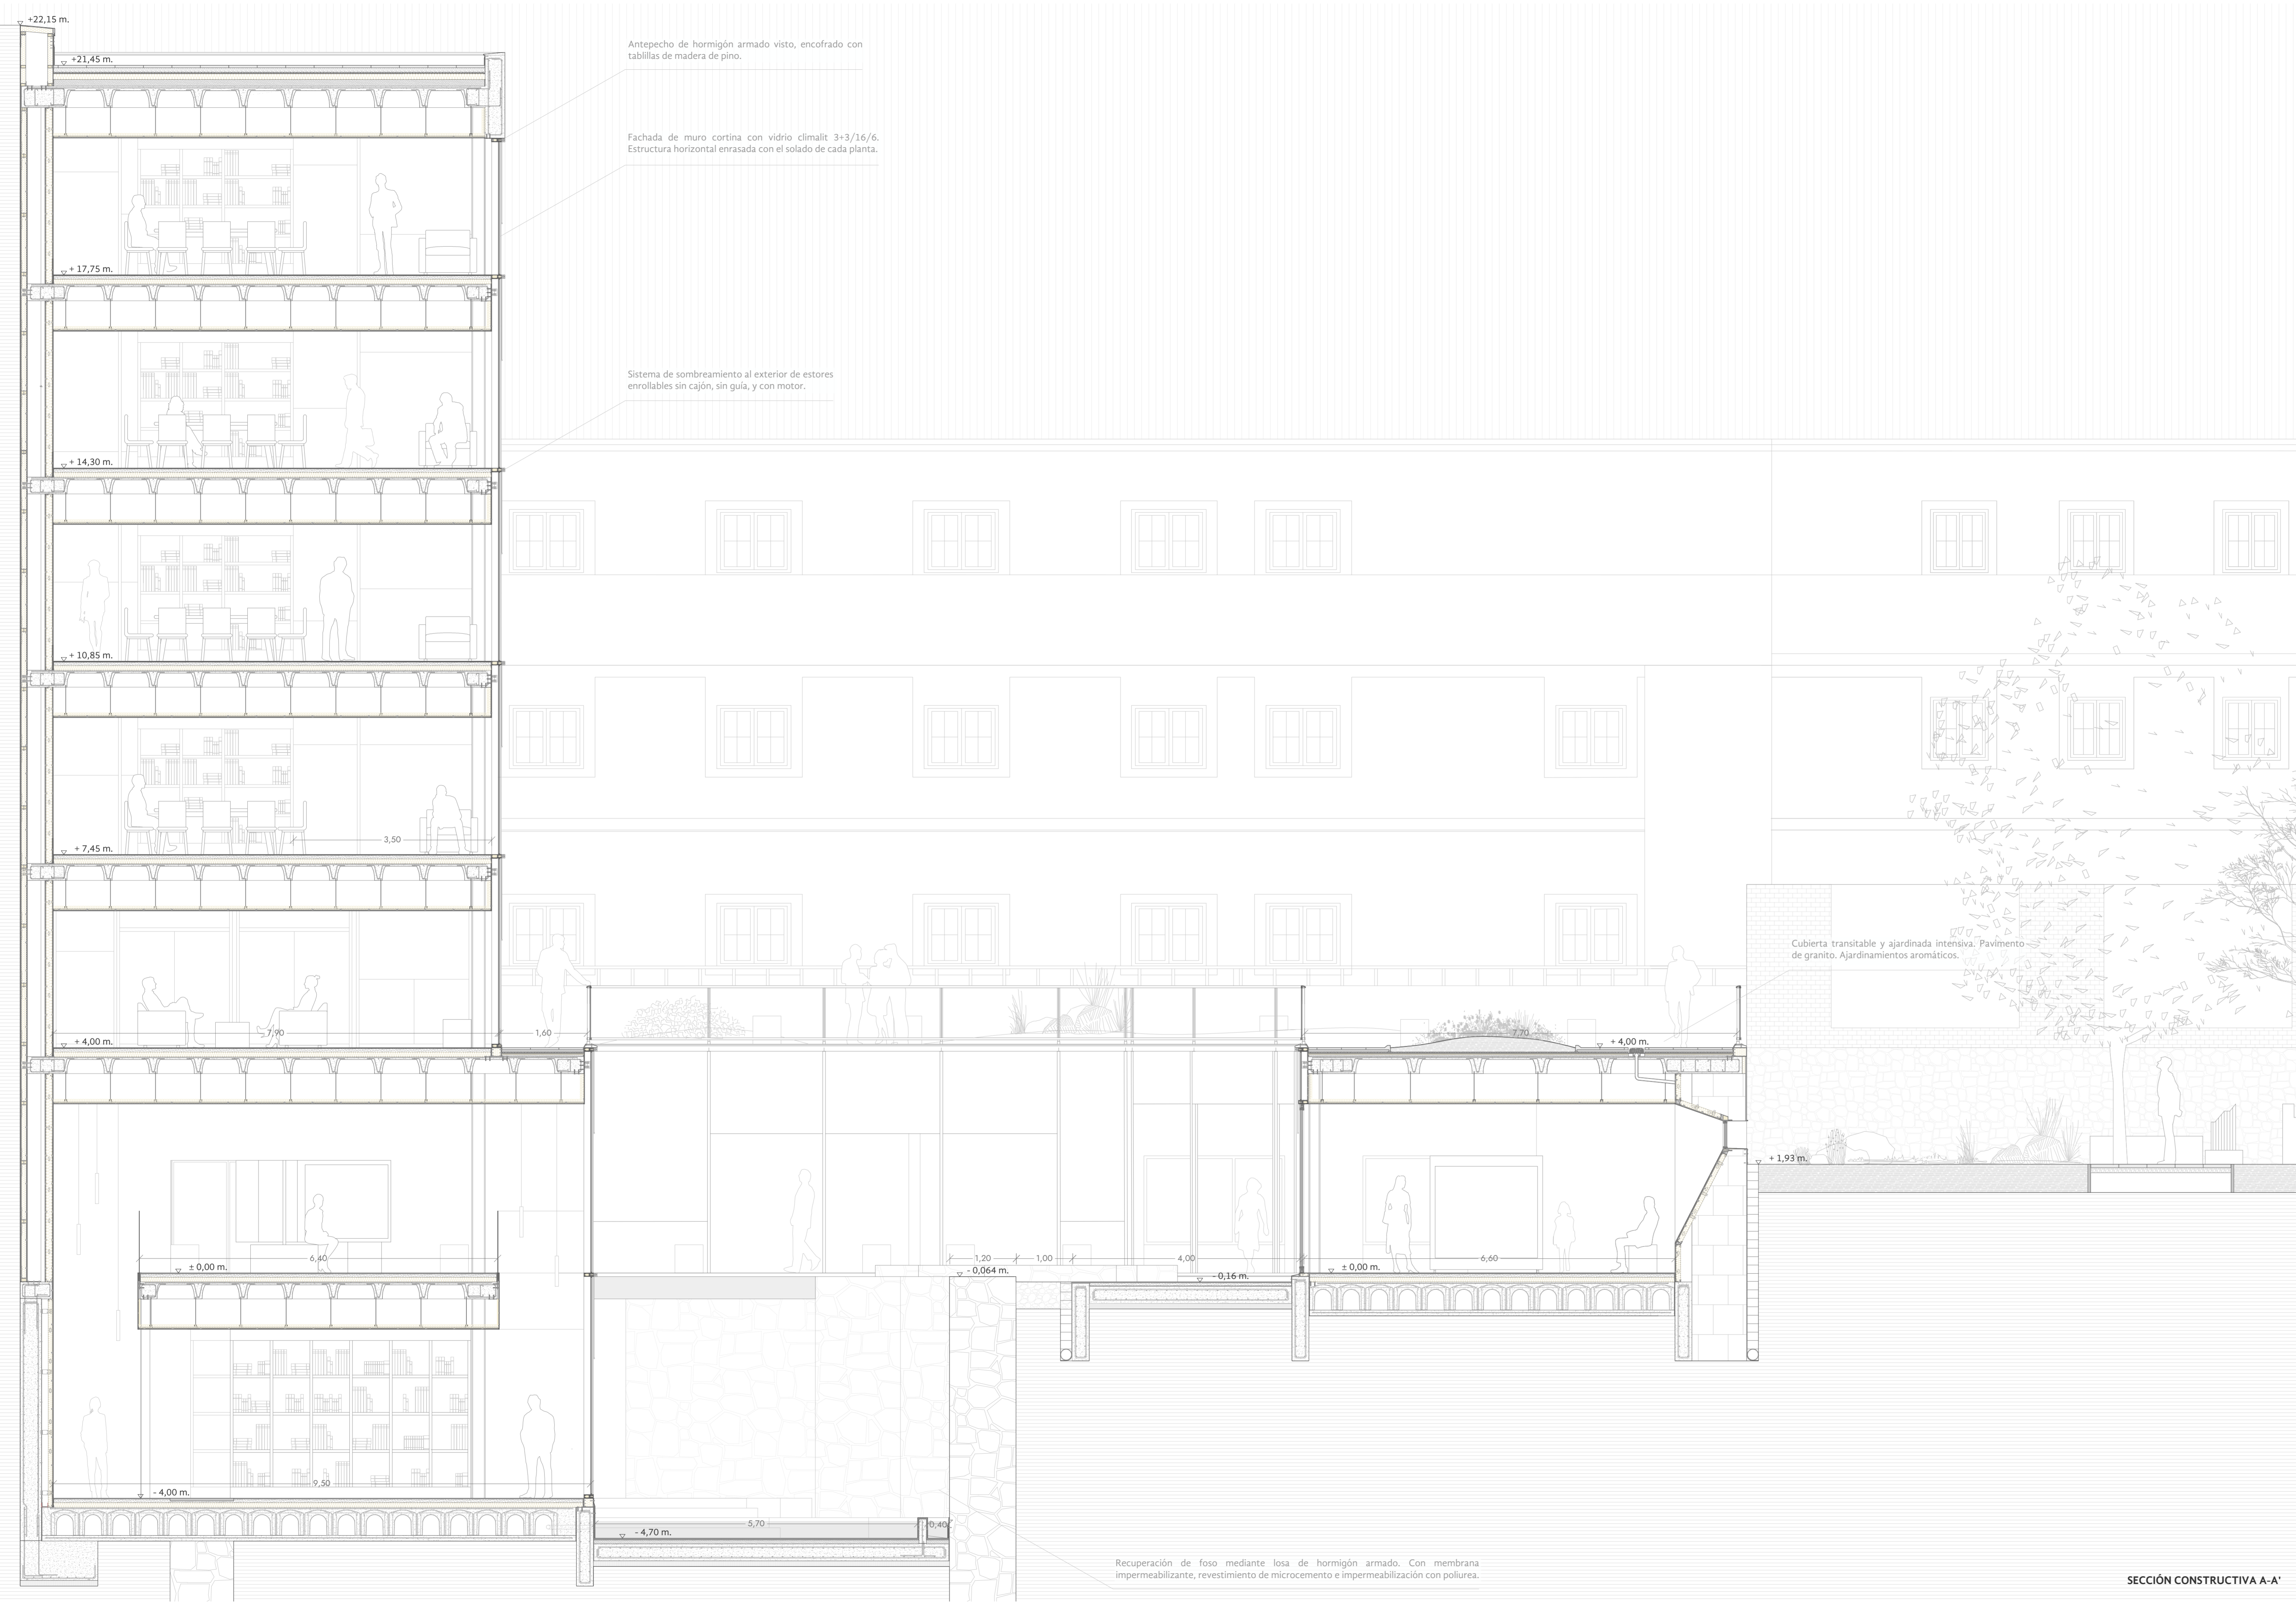 +22,15 m.
Antepecho de hormigón armado visto, encofrado con
tablillas de madera de pino.
+21,45 m.
Fachada de muro cortina con vidrio climalit 3+3/16/6.
Estructura horizontal enrasada con el solado de cada planta.
+ 17,75 m.
Sistema de sombreamiento al exterior de estores
enrollables sin cajón, sin guía, y con motor.
+ 14,30 m.
+ 10,85 m.
3,50
+ 7,45 m.
Cubierta transitable y ajardinada intensiva. Pavimento
de granito. Ajardinamientos aromáticos.
7,90
1,60
7,70
+ 4,00 m.
+ 4,00 m.
+ 1,93 m.
6,40
1,20
1,00
4,00
6,60
± 0,00 m.
- 0,064 m.
- 0,16 m.
± 0,00 m.
9,50
- 4,00 m.
5,70
0,40
- 4,70 m.
Recuperación de foso mediante losa de hormigón armado. Con membrana
impermeabilizante, revestimiento de microcemento e impermeabilización con poliurea.
SECCIÓN CONSTRUCTIVA A-A'